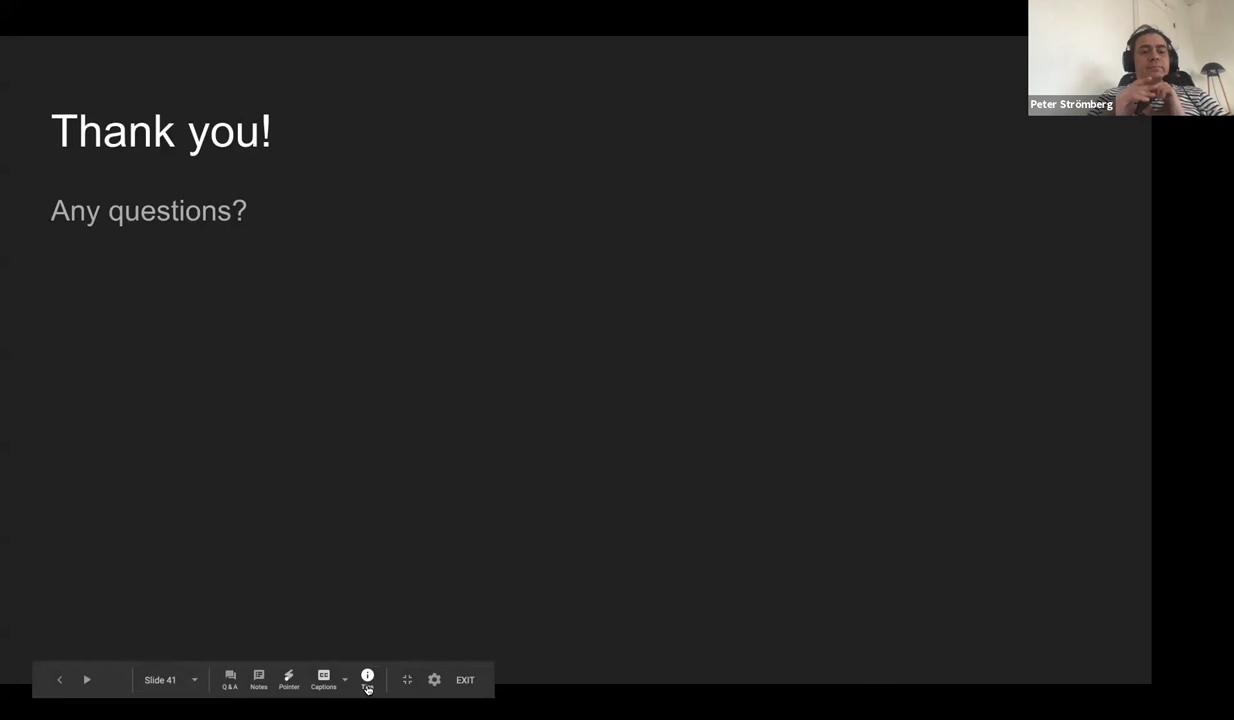 Thank you!
Any questions?
Peter Strömberg
Slide 41
Q & A
Notes
Pointer
Captions
EXIT